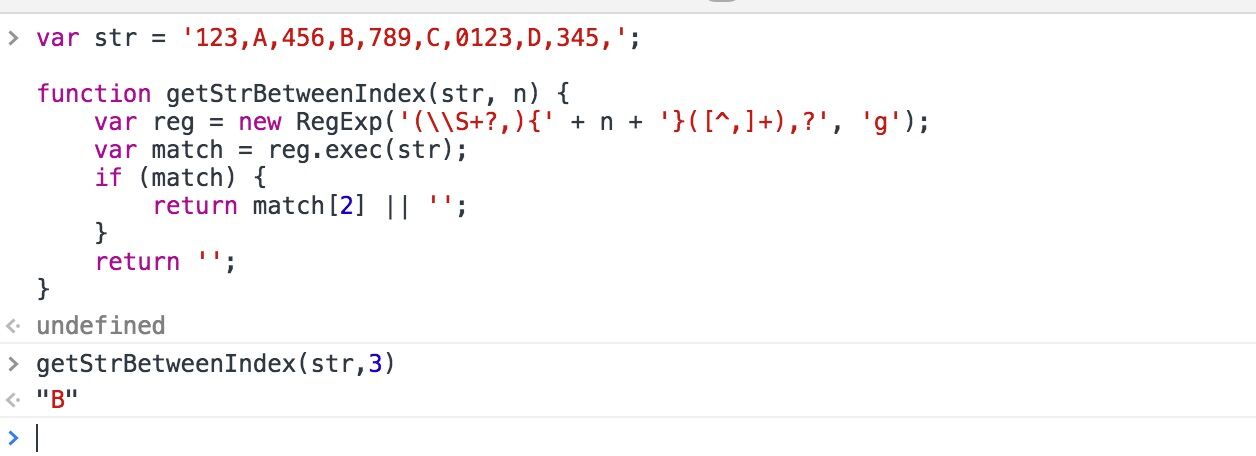 > var str = '123,A,456,B,789,C,0123,D,345,';
function getStrBetweenIndex(str, n) {
var reg = new RegExp('(\\S+?,){' + n + '}([^,]+),?', 'g');
var match = reg.exec(str);
if (match) {
return match[2] || '';
}
return '';
}
undefined
> getStrBetweenIndex(str,3)
"B"
>